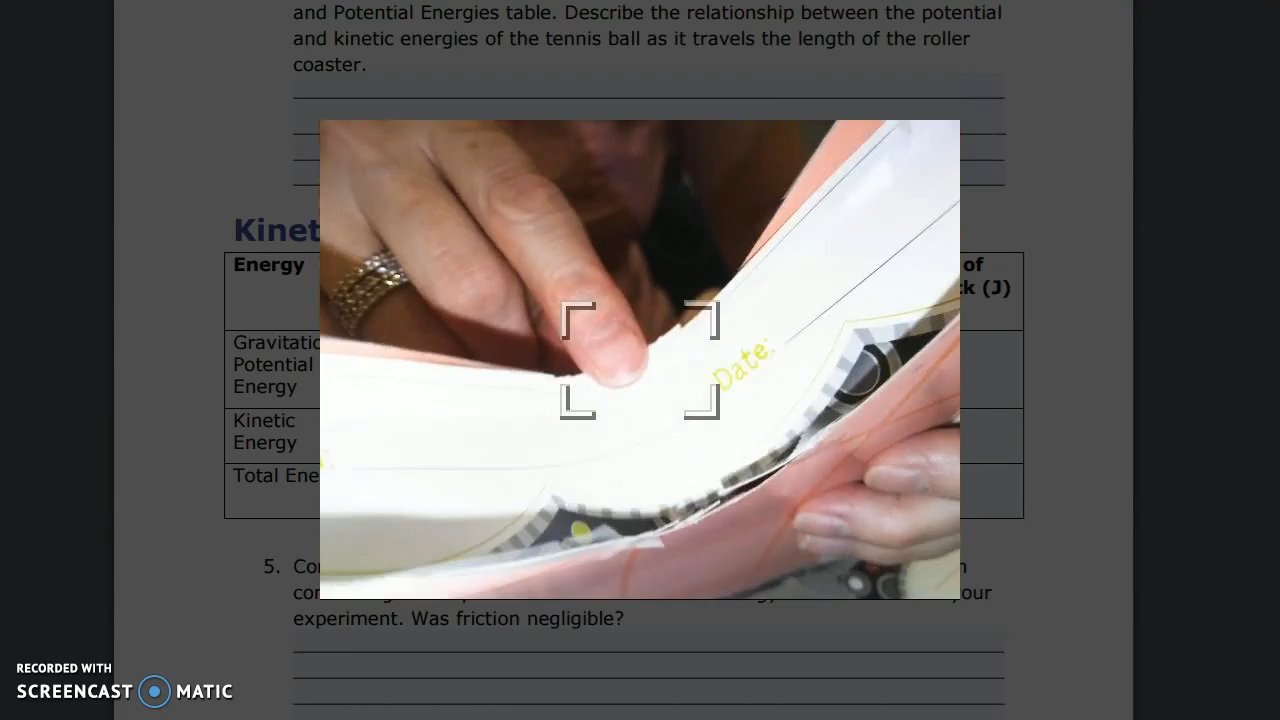 and Potential Energies table. Describe the relationship between the potential
and kinetic energies of the tennis ball as it travels the length of the roller
coaster.
Energy
of
(J)
Gravitatio
Potential
Energy
Date:
Kinetic
Energy
Total Ene
5.
experiment. Was friction negligible?
RECORDED WITH
SCREENCAST MATIC